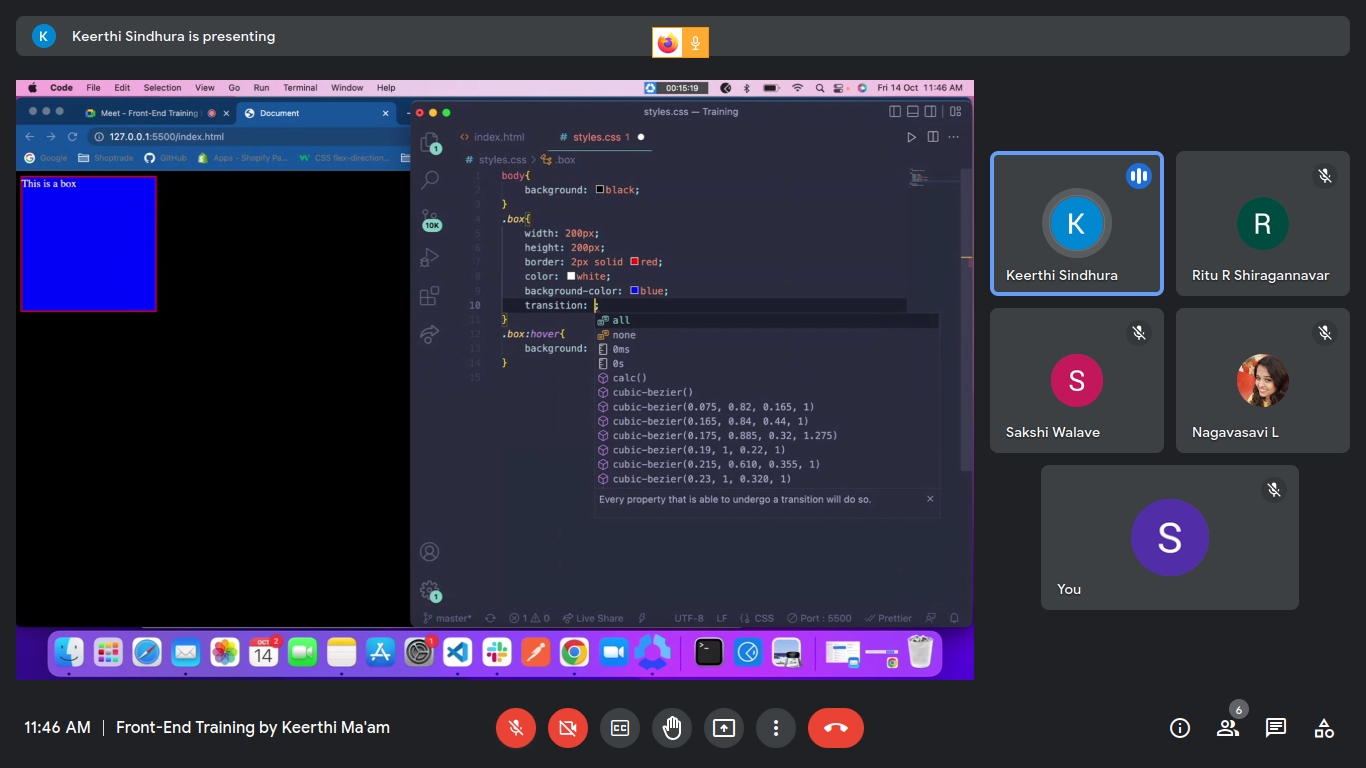 K Keerthi Sindhura is presenting
Code File Edit Selection View Go Run Terminal Window Help
00:15:19
Fri 14 Oct 11:46 AM
Meet – Front-End Training
Document
127.0.0.1:5500/index.html
Google Shoptrade GitHub Apps - Shopify Pa... CSS flex-direction...
This is a box
styles.css — Training
index.html
# styles.css 1
# styles.css > .box
1 body{
2 background: black;
3 }
4 .box{
5 width: 200px;
6 height: 200px;
7 border: 2px solid red;
8 color: white;
9 background-color: blue;
10 transition: ;
11 }
12 .box:hover{
13 background:
14 }
15
all
none
0ms
0s
calc()
cubic-bezier()
cubic-bezier(0.075, 0.82, 0.165, 1)
cubic-bezier(0.165, 0.84, 0.44, 1)
cubic-bezier(0.175, 0.885, 0.32, 1.275)
cubic-bezier(0.19, 1, 0.22, 1)
cubic-bezier(0.215, 0.610, 0.355, 1)
cubic-bezier(0.23, 1, 0.320, 1)
Every property that is able to undergo a transition will do so.
1
10K
1
master* 1 0 Live Share UTF-8 LF CSS Port : 5500 Prettier
OCT 2
14
1
K
Keerthi Sindhura
R
Ritu R Shiragannavar
S
Sakshi Walave
Nagavasavi L
S
You
11:46 AM | Front-End Training by Keerthi Ma'am
CC
6